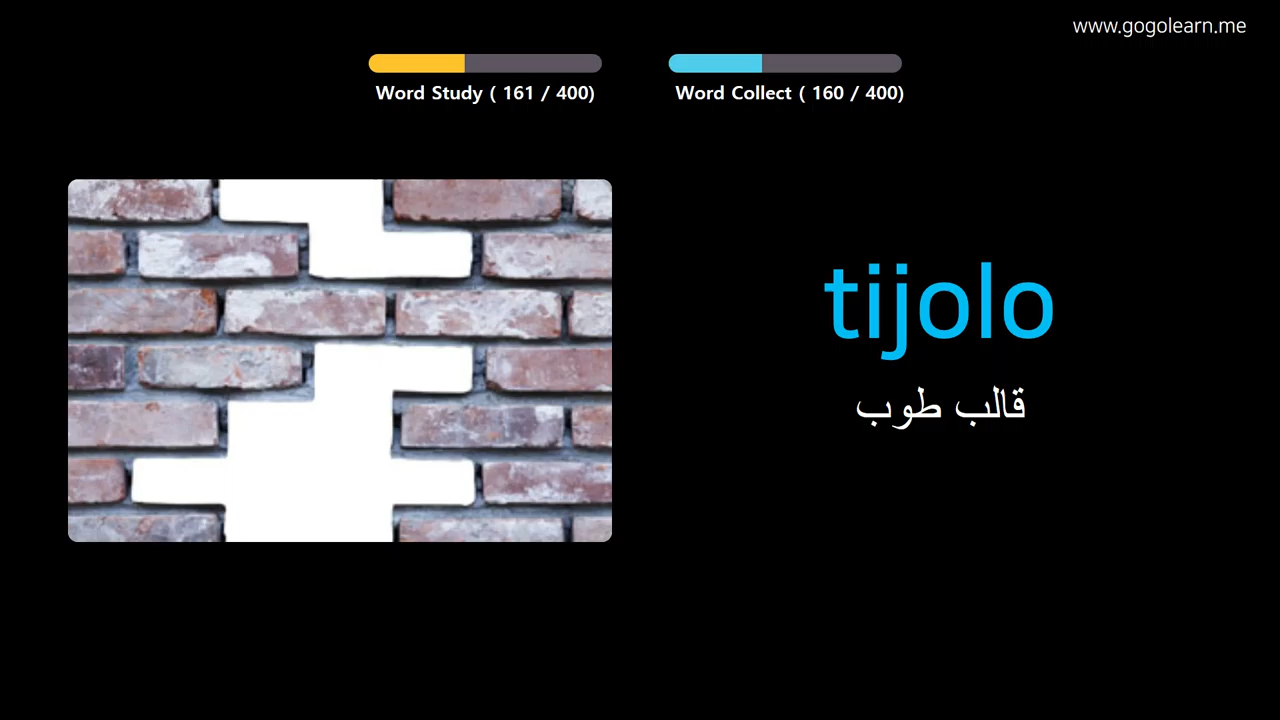 www.gogolearn.me
Word Study ( 161 / 400)
Word Collect ( 160 / 400)
tijolo
قالب طوب